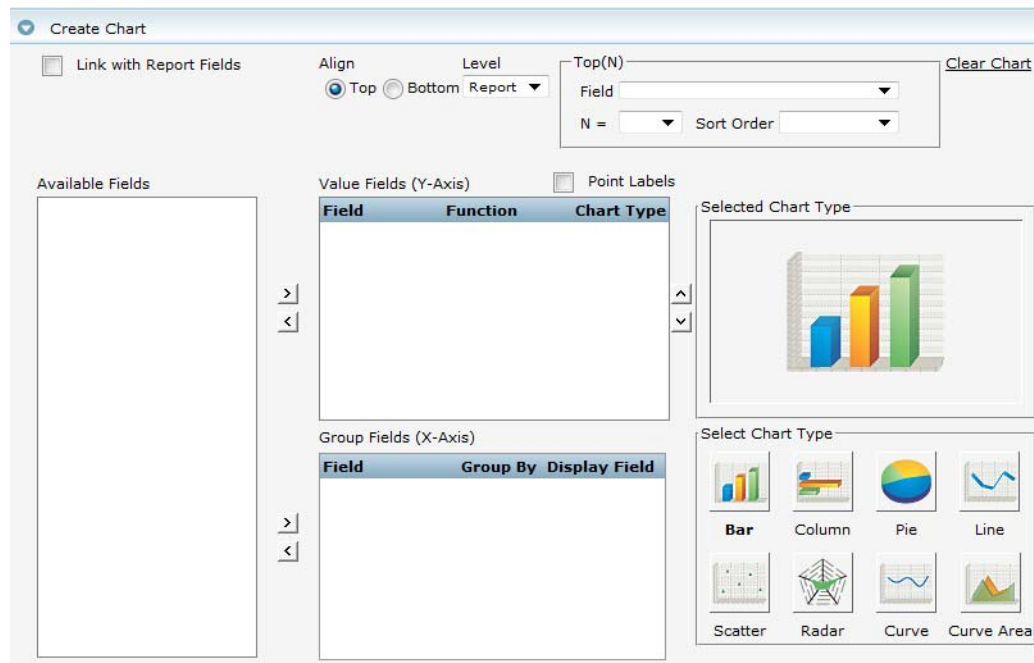 Create Chart
Link with Report Fields
Align
Top
Bottom
Level
Report
Top(N)
Field
N =
Sort Order
Clear Chart
Available Fields
Value Fields (Y-Axis)
Point Labels
Field Function Chart Type
Selected Chart Type
Group Fields (X-Axis)
Field Group By Display Field
Select Chart Type
Bar Column Pie Line
Scatter Radar Curve Curve Area